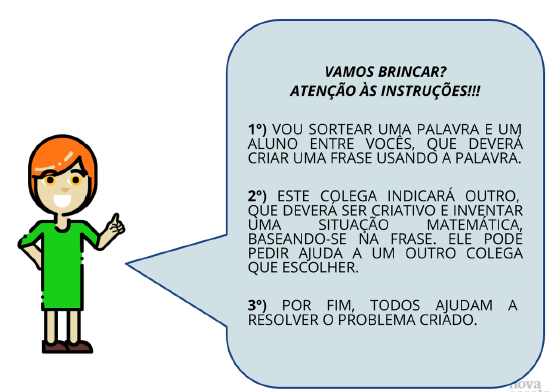 VAMOS BRINCAR?
ATENÇÃO ÀS INSTRUÇÕES!!!
1º) VOU SORTEAR UMA PALAVRA E UM
ALUNO ENTRE VOCÊS, QUE DEVERÁ
CRIAR UMA FRASE USANDO A PALAVRA.
2º) ESTE COLEGA INDICARÁ OUTRO,
QUE DEVERÁ SER CRIATIVO E INVENTAR
UMA SITUAÇÃO MATEMÁTICA,
BASEANDO-SE NA FRASE. ELE PODE
PEDIR AJUDA A UM OUTRO COLEGA
QUE ESCOLHER.
3º) POR FIM, TODOS AJUDAM A
RESOLVER O PROBLEMA CRIADO.
nova